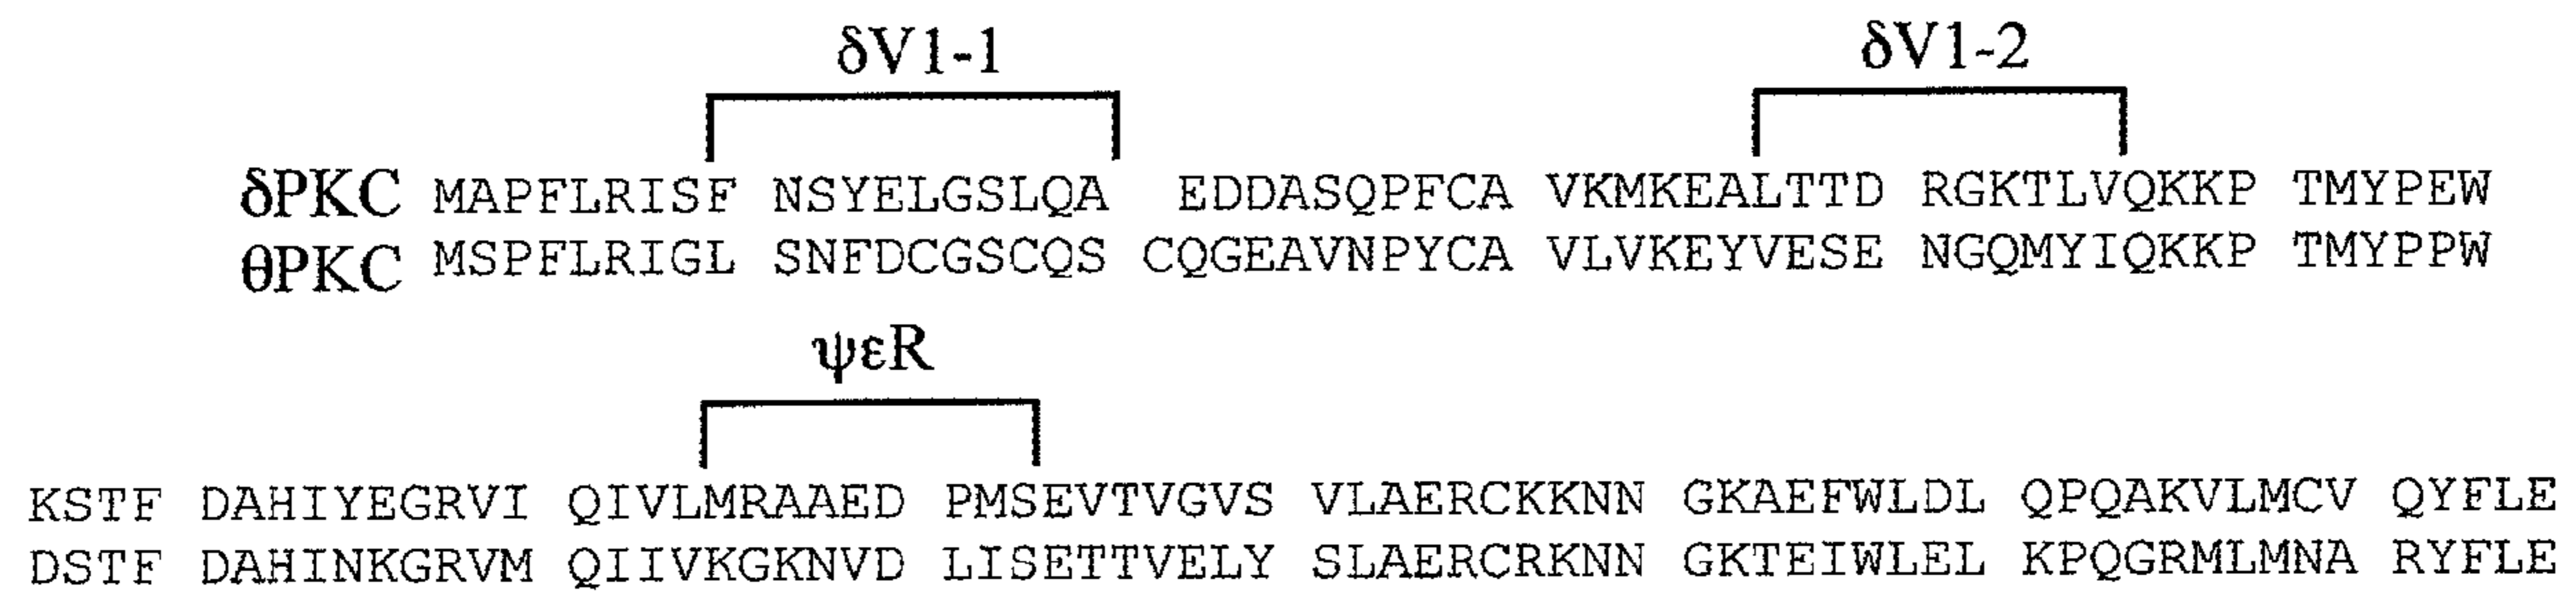 δV1-1 δV1-2
δPKC MAPFLRISF NSYELGSLQA EDDASQPFCA VKMKEALTTD RGKTLVQKKP TMYPEW
θPKC MSPFLRIGL SNFDCGSCQS CQGEAVNPYCA VLVKEYVESE NGQMYIQKKP TMYPPW
ψεR
KSTF DAHIYEGRVI QIVLMRAAED PMSEVTVGVS VLAERCKKNN GKAEFWLDL QPQAKVLMCV QYFLE
DSTF DAHINKGRVM QIIVKGKNVD LISETTVELY SLAERCRKNN GKTEIWLEL KPQGRMLMNA RYFLE